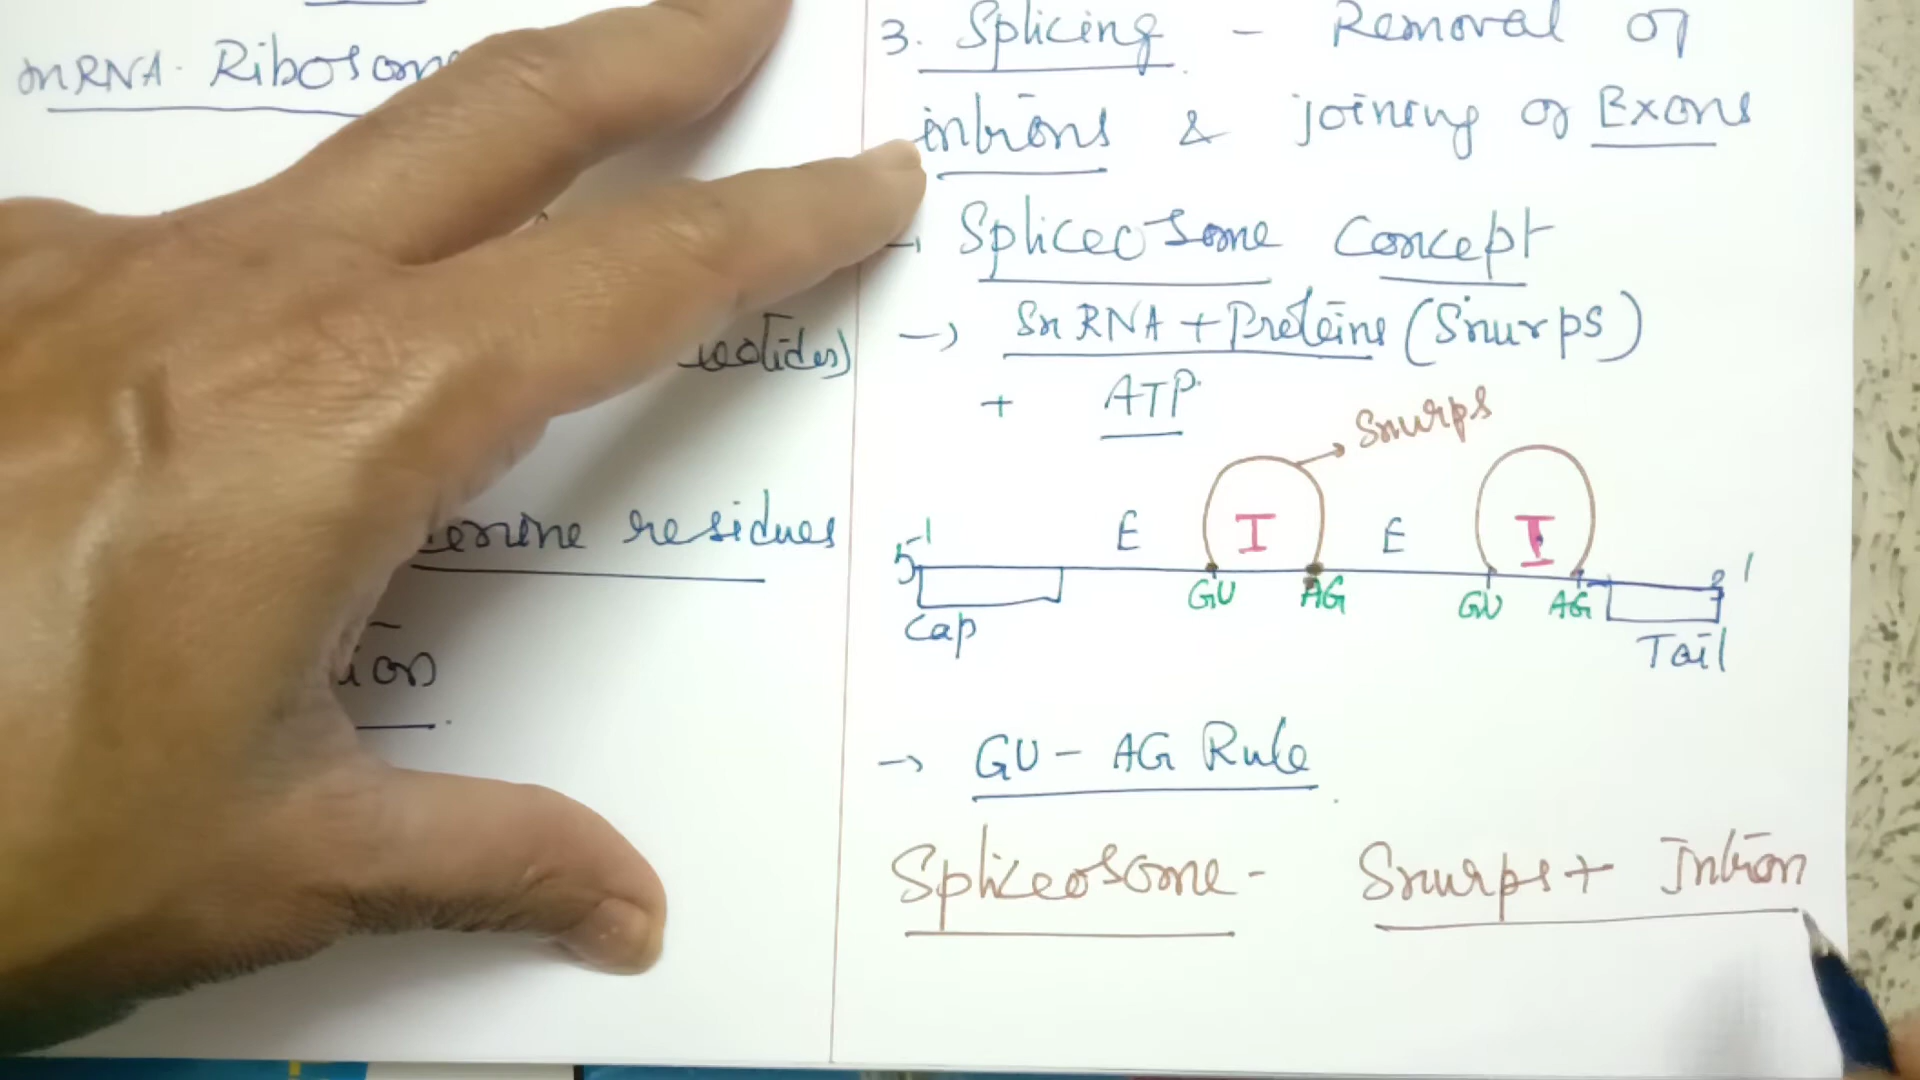 mRNA. Ribosom
residues
3. Splicing - Removal of
introns & joining of Exons
→ Spliceosome Concept
→ SnRNA + Proteins (Snurps)
+ ATP
Snurps
E I E I
5' 3'
GU AG GU AG
Cap Tail
→ GU - AG Rule
Spliceosome - Snurps + Intron